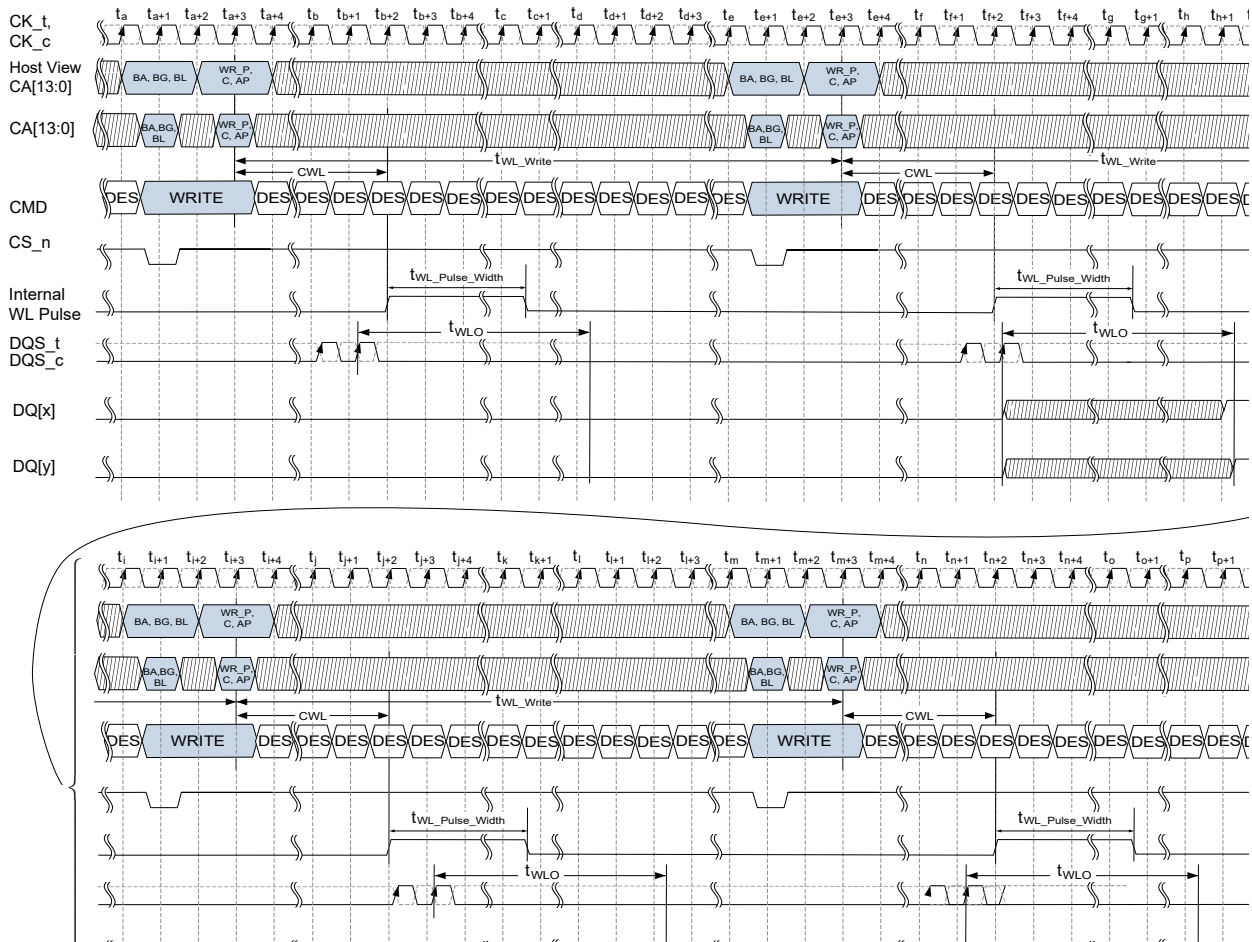 CK_t, CK_c
ta ta+1 ta+2 ta+3 ta+4 tb tb+1 tb+2 tb+3 tb+4 tc tc+1 td td+1 td+2 td+3 te te+1 te+2 te+3 te+4 tf tf+1 tf+2 tf+3 tf+4 tg tg+1 th th+1
Host View CA[13:0]
BA, BG, BL WR_P, C, AP BA, BG, BL WR_P, C, AP
CA[13:0]
BA,BG, BL WR_P, C, AP BA,BG, BL WR_P, C, AP
tWL_Write tWL_Write
CWL CWL
CMD
DES WRITE DES DES DES DES DES DES DES DES DES DES DES DES DES WRITE DES DES DES DES DES DES DES DES DES DES
CS_n
tWL_Pulse_Width tWL_Pulse_Width
Internal WL Pulse
tWLO tWLO
DQS_t
DQS_c
DQ[x]
DQ[y]
ti ti+1 ti+2 ti+3 ti+4 tj tj+1 tj+2 tj+3 tj+4 tk tk+1 tl tl+1 tl+2 tl+3 tm tm+1 tm+2 tm+3 tm+4 tn tn+1 tn+2 tn+3 tn+4 to to+1 tp tp+1
BA, BG, BL WR_P, C, AP BA, BG, BL WR_P, C, AP
BA,BG, BL WR_P, C, AP BA,BG, BL WR_P, C, AP
tWL_Write
CWL CWL
DES WRITE DES DES DES DES DES DES DES DES DES DES DES DES DES WRITE DES DES DES DES DES DES DES DES DES DES
tWL_Pulse_Width tWL_Pulse_Width
tWLO tWLO